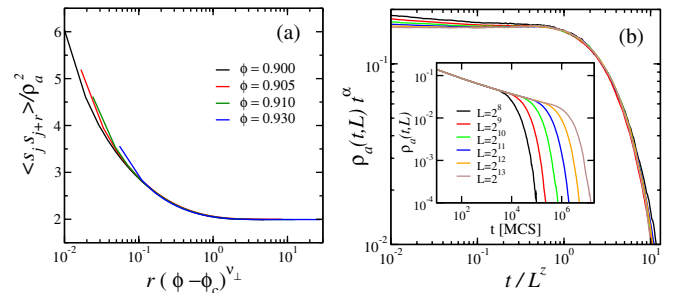 (a)
<s_j s_{j+r}>/ρ_a^2
6
5
4
3
2
ϕ = 0.900
ϕ = 0.905
ϕ = 0.910
ϕ = 0.930
10^-2 10^-1 10^0 10^1
r (ϕ − ϕ_c)^{ν_⊥}
(b)
ρ_a(t,L) t^α
10^-1
10^-2
ρ_a(t,L)
10^-1
10^-2
10^-3
10^-4
L=2^8
L=2^9
L=2^10
L=2^11
L=2^12
L=2^13
10^2 10^4 10^6
t [MCS]
10^-2 10^-1 10^0 10^1
t / L^z